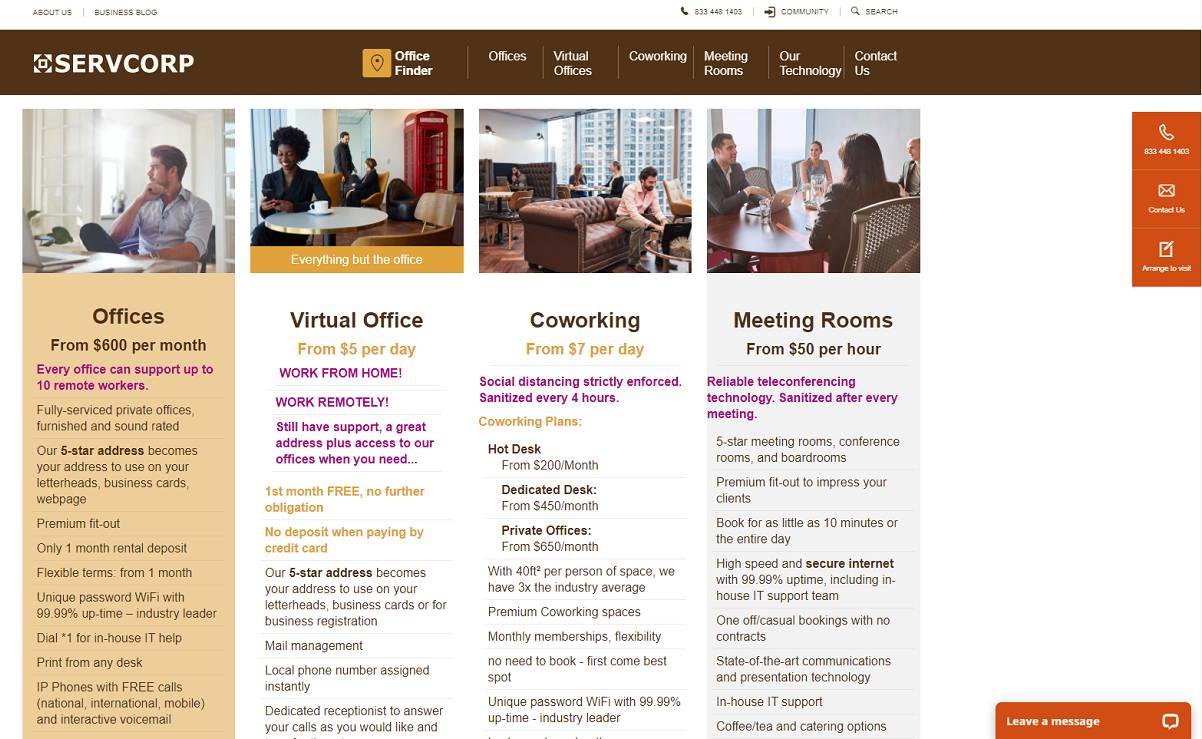 ABOUT US
BUSINESS BLOG
833 448 1403
COMMUNITY
SEARCH
SERVCORP
Office
Finder
Offices
Virtual
Offices
Coworking
Meeting
Rooms
Our
Technology
Contact
Us
833 448 1403
Contact Us
Arrange to visit
Offices
From $600 per month
Every office can support up to
10 remote workers.
Fully-serviced private offices,
furnished and sound rated
Our 5-star address becomes
your address to use on your
letterheads, business cards,
webpage
Premium fit-out
Only 1 month rental deposit
Flexible terms: from 1 month
Unique password WiFi with
99.99% up-time – industry leader
Dial *1 for in-house IT help
Print from any desk
IP Phones with FREE calls
(national, international, mobile)
and interactive voicemail
Everything but the office
Virtual Office
From $5 per day
WORK FROM HOME!
WORK REMOTELY!
Still have support, a great
address plus access to our
offices when you need...
1st month FREE, no further
obligation
No deposit when paying by
credit card
Our 5-star address becomes
your address to use on your
letterheads, business cards or for
business registration
Mail management
Local phone number assigned
instantly
Dedicated receptionist to answer
your calls as you would like and
Coworking
From $7 per day
Social distancing strictly enforced.
Sanitized every 4 hours.
Coworking Plans:
Hot Desk
From $200/Month
Dedicated Desk:
From $450/month
Private Offices:
From $650/month
With 40ft² per person of space, we
have 3x the industry average
Premium Coworking spaces
Monthly memberships, flexibility
no need to book - first come best
spot
Unique password WiFi with 99.99%
up-time - industry leader
Meeting Rooms
From $50 per hour
Reliable teleconferencing
technology. Sanitized after every
meeting.
5-star meeting rooms, conference
rooms, and boardrooms
Premium fit-out to impress your
clients
Book for as little as 10 minutes or
the entire day
High speed and secure internet
with 99.99% uptime, including in-
house IT support team
One off/casual bookings with no
contracts
State-of-the-art communications
and presentation technology
In-house IT support
Coffee/tea and catering options
Leave a message